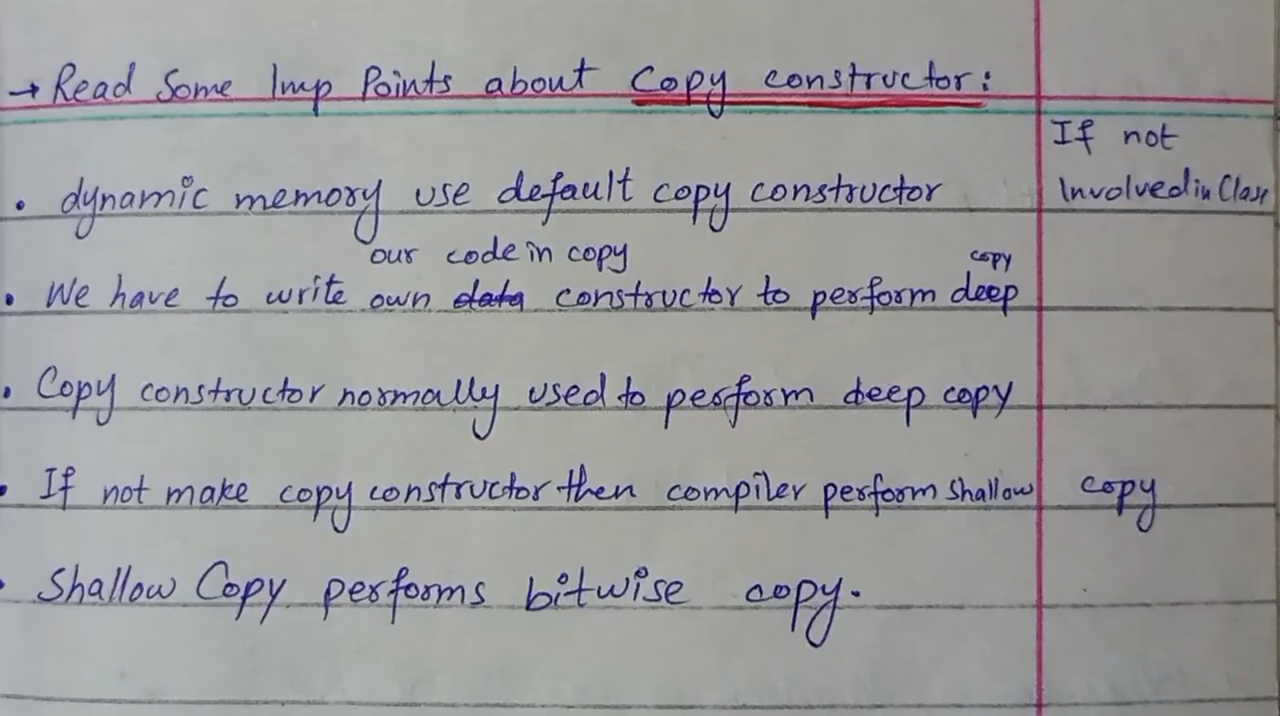 → Read Some Imp Points about Copy constructor:
If not
• dynamic memory use default copy constructor Involved in Class
our code in copy copy
• We have to write own data constructor to perform deep
• Copy constructor normally used to perform deep copy
• If not make copy constructor then compiler perform Shallow copy
• Shallow Copy performs bitwise copy.